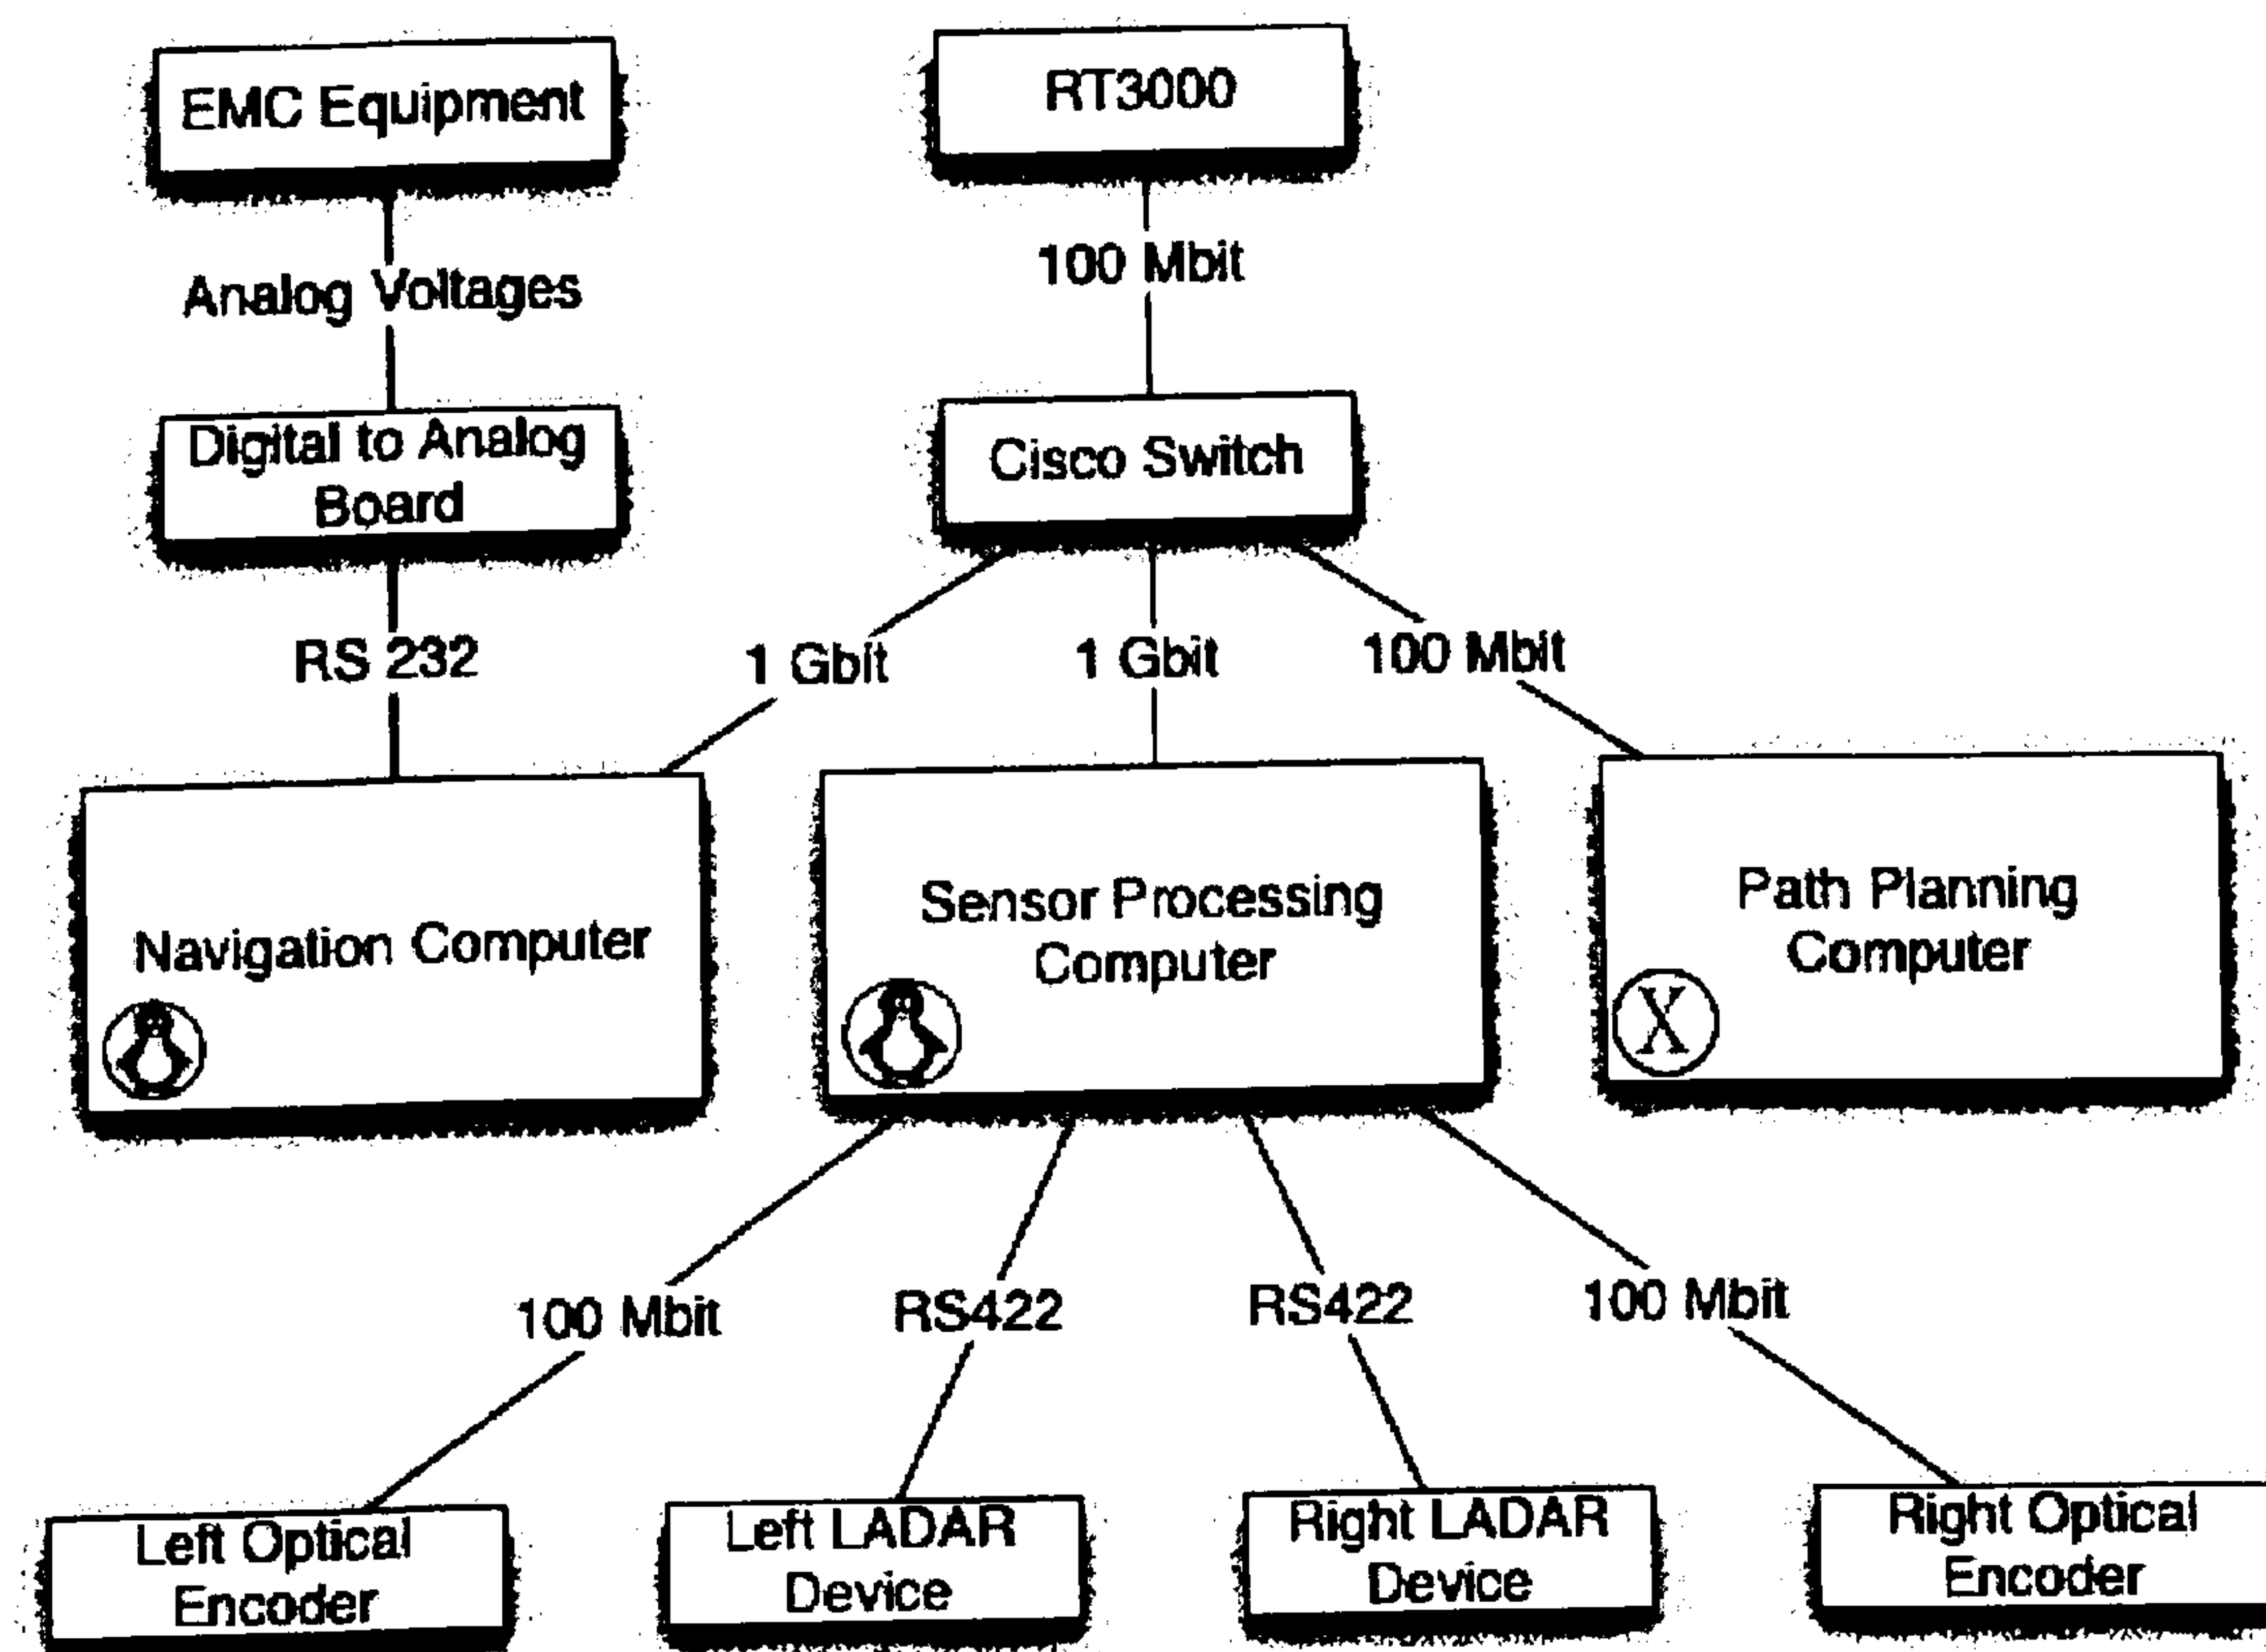 EMC Equipment
RT3000
Analog Voltages
100 Mbit
Digital to Analog
Board
Cisco Switch
RS 232
1 Gbit
1 Gbit
100 Mbit
Navigation Computer
Sensor Processing
Computer
Path Planning
Computer
X
100 Mbit
RS422
RS422
100 Mbit
Left Optical
Encoder
Left LADAR
Device
Right LADAR
Device
Right Optical
Encoder